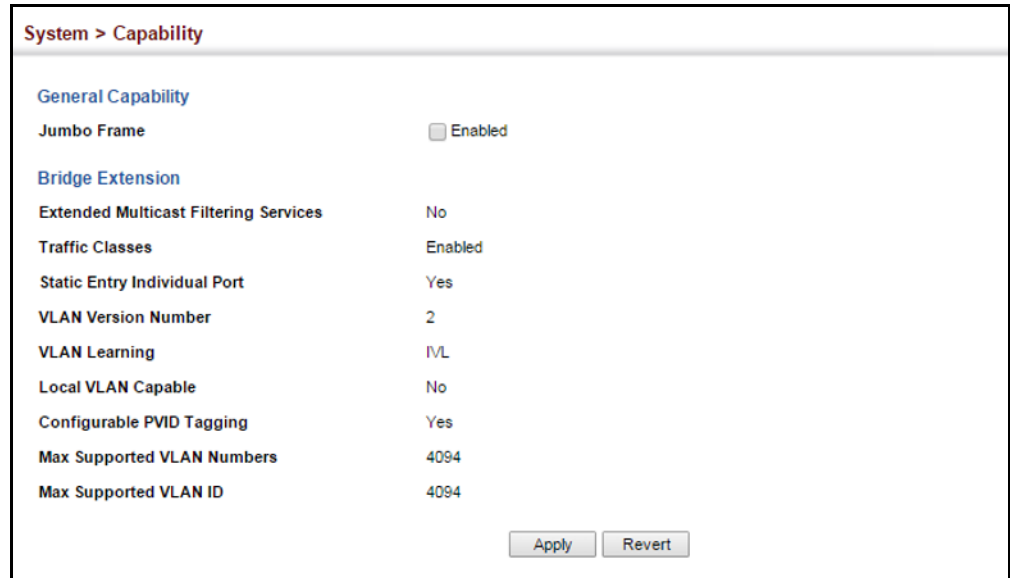 System > Capability
General Capability
Jumbo Frame Enabled
Bridge Extension
Extended Multicast Filtering Services No
Traffic Classes Enabled
Static Entry Individual Port Yes
VLAN Version Number 2
VLAN Learning IVL
Local VLAN Capable No
Configurable PVID Tagging Yes
Max Supported VLAN Numbers 4094
Max Supported VLAN ID 4094
Apply Revert